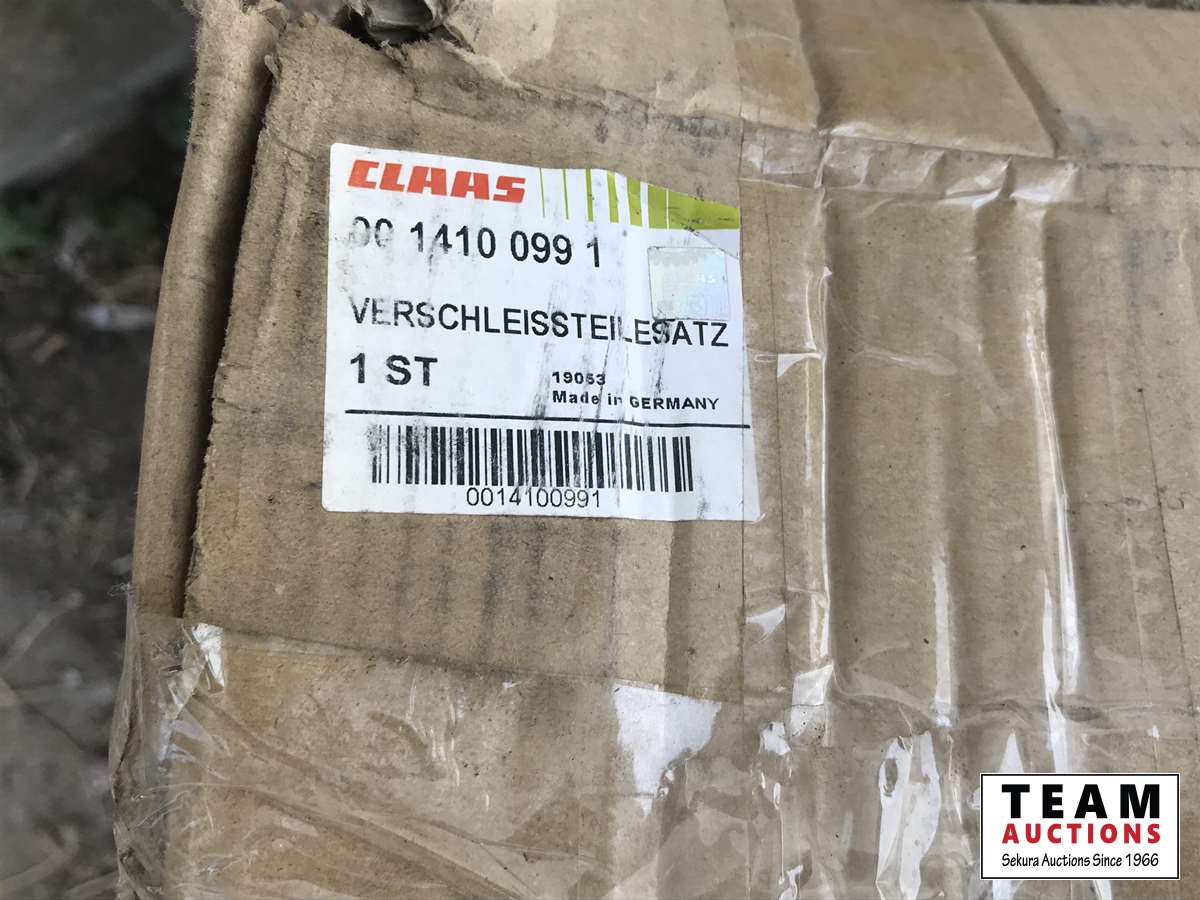 CLAAS
00 1410 099 1
VERSCHLEISSTEILESATZ
1 ST
19053
Made in GERMANY
0014100991
TEAM
AUCTIONS
Sekura Auctions Since 1966